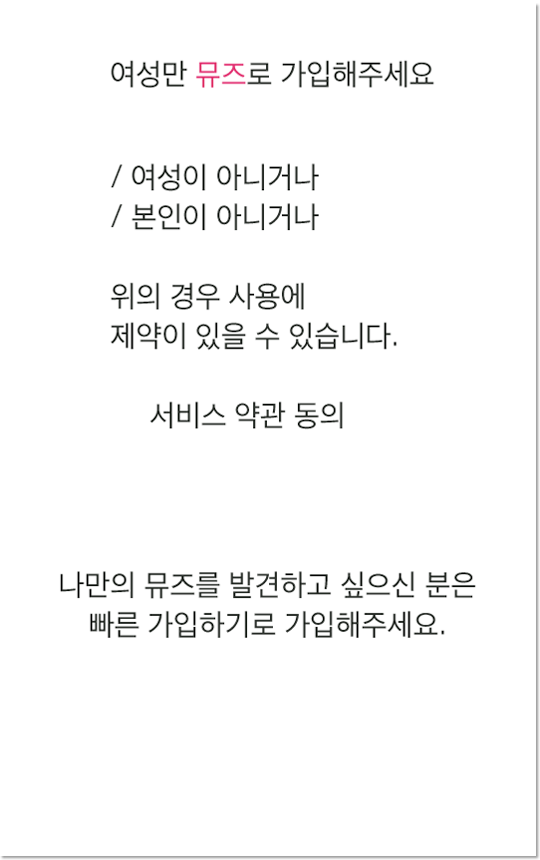 여성만 뮤즈로 가입해주세요
/ 여성이 아니거나
/ 본인이 아니거나
위의 경우 사용에
제약이 있을 수 있습니다.
서비스 약관 동의
나만의 뮤즈를 발견하고 싶으신 분은
빠른 가입하기로 가입해주세요.